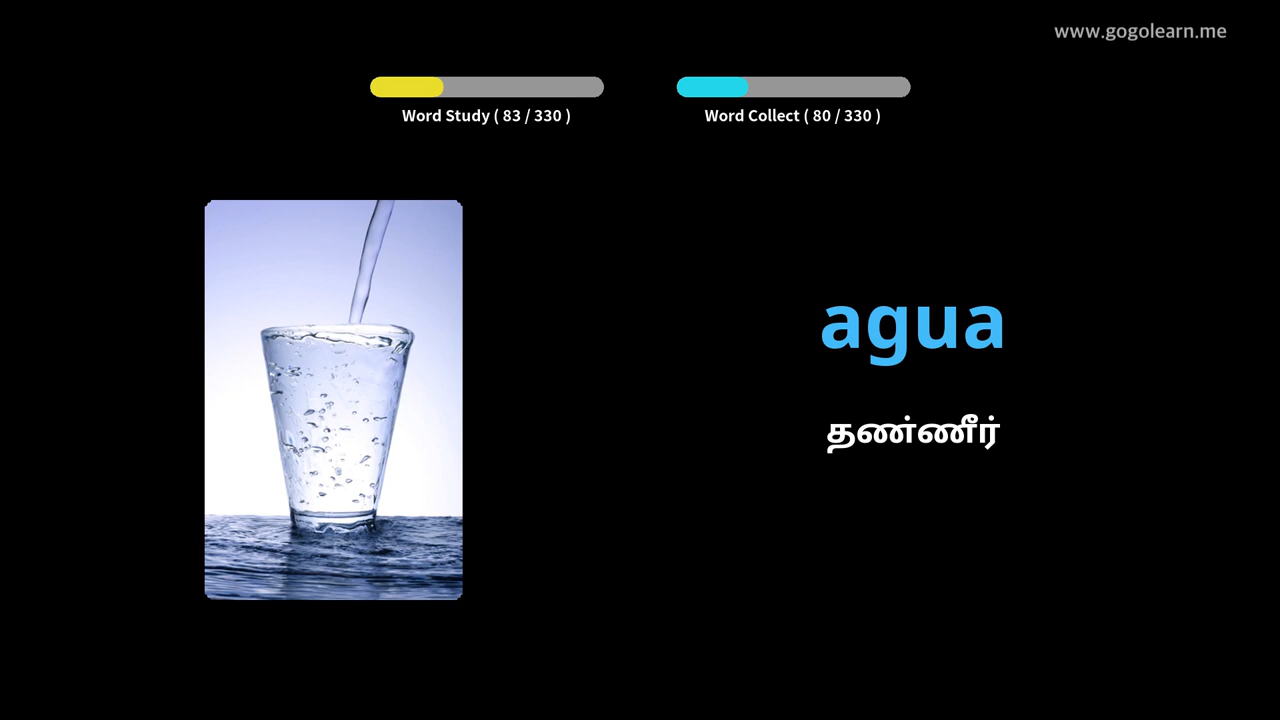 www.gogolearn.me
Word Study ( 83 / 330 )
Word Collect ( 80 / 330 )
agua
தண்ணீர்